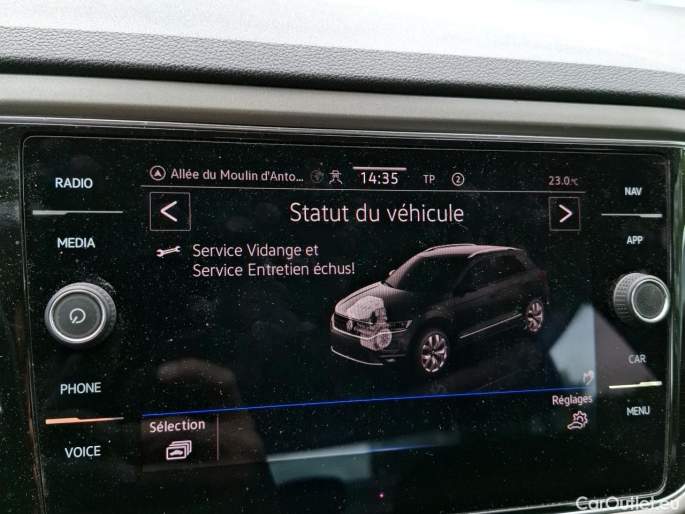 RADIO
MEDIA
PHONE
VOICE
Allée du Moulin d'Anto... 14:35 TP 2 23.0°C
Statut du véhicule
Service Vidange et
Service Entretien échus!
Sélection
Réglages
NAV
APP
CAR
MENU
CarOutlet.eu